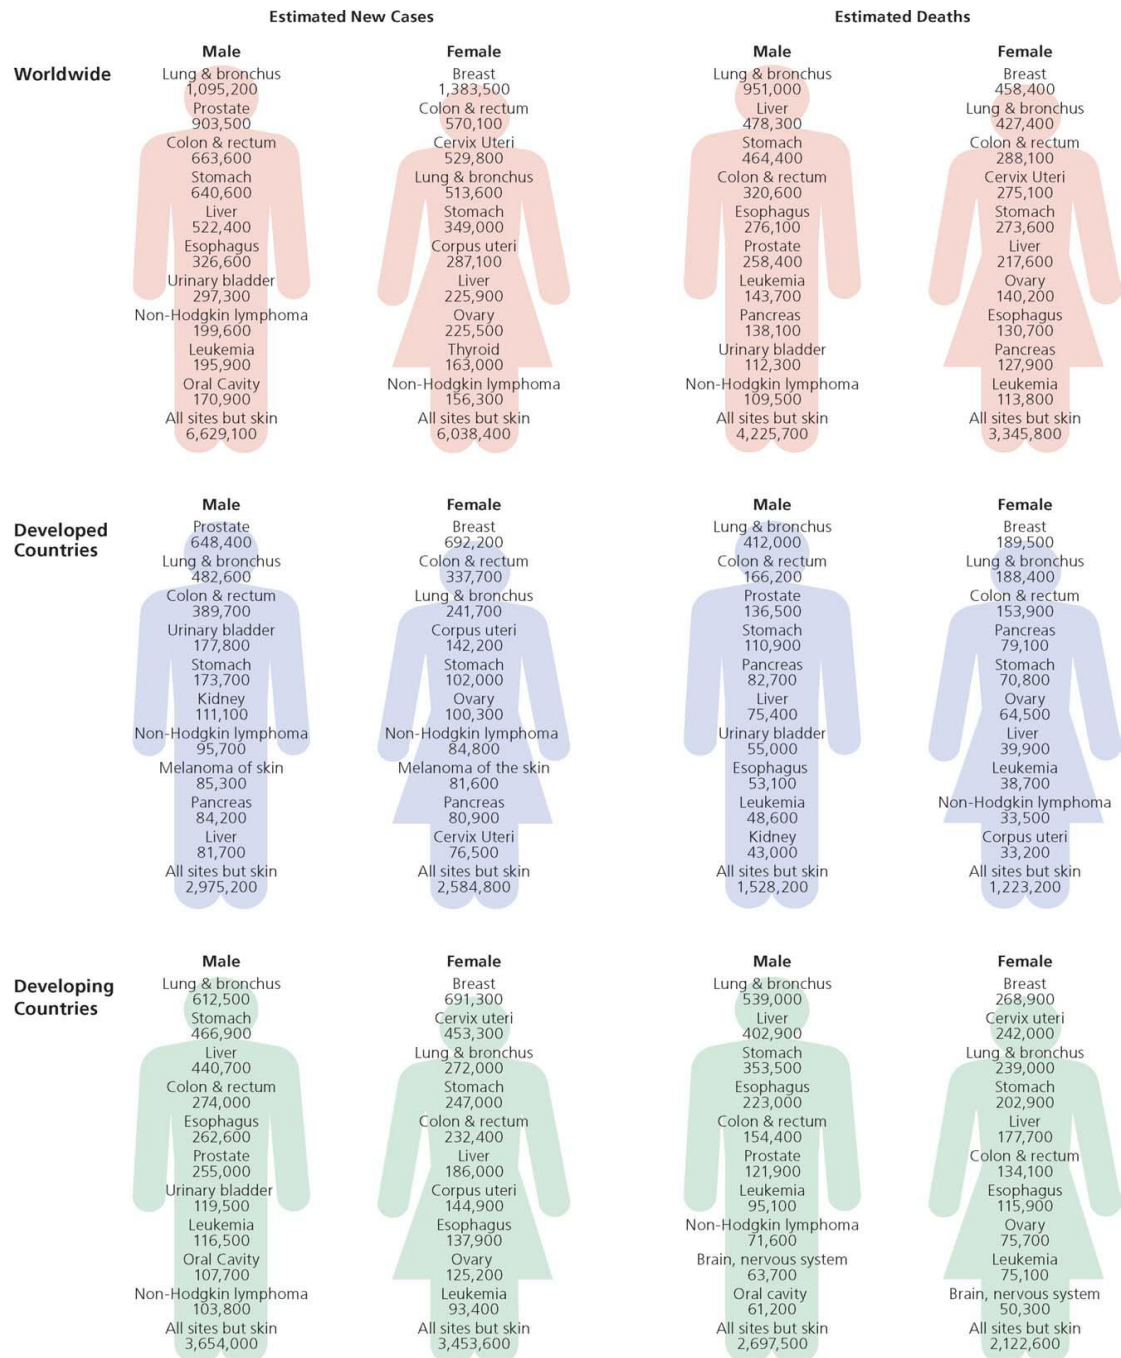 Estimated New Cases
Estimated Deaths
Worldwide
Male
Lung & bronchus
1,095,200
Prostate
903,500
Colon & rectum
663,600
Stomach
640,600
Liver
522,400
Esophagus
326,600
Urinary bladder
297,300
Non-Hodgkin lymphoma
199,600
Leukemia
195,900
Oral Cavity
170,900
All sites but skin
6,629,100
Female
Breast
1,383,500
Colon & rectum
570,100
Cervix Uteri
529,800
Lung & bronchus
513,600
Stomach
349,000
Corpus uteri
287,100
Liver
225,900
Ovary
225,500
Thyroid
163,000
Non-Hodgkin lymphoma
156,300
All sites but skin
6,038,400
Male
Lung & bronchus
951,000
Liver
478,300
Stomach
464,400
Colon & rectum
320,600
Esophagus
276,100
Prostate
258,400
Leukemia
143,700
Pancreas
138,100
Urinary bladder
112,300
Non-Hodgkin lymphoma
109,500
All sites but skin
4,225,700
Female
Breast
458,400
Lung & bronchus
427,400
Colon & rectum
288,100
Cervix Uteri
275,100
Stomach
273,600
Liver
217,600
Ovary
140,200
Esophagus
130,700
Pancreas
127,900
Leukemia
113,800
All sites but skin
3,345,800
Developed
Countries
Male
Prostate
648,400
Lung & bronchus
482,600
Colon & rectum
389,700
Urinary bladder
177,800
Stomach
173,700
Kidney
111,100
Non-Hodgkin lymphoma
95,700
Melanoma of skin
85,300
Pancreas
84,200
Liver
81,700
All sites but skin
2,975,200
Female
Breast
692,200
Colon & rectum
337,700
Lung & bronchus
241,700
Corpus uteri
142,200
Stomach
102,000
Ovary
100,300
Non-Hodgkin lymphoma
84,800
Melanoma of the skin
81,600
Pancreas
80,900
Cervix Uteri
76,500
All sites but skin
2,584,800
Male
Lung & bronchus
412,000
Colon & rectum
166,200
Prostate
136,500
Stomach
110,900
Pancreas
82,700
Liver
75,400
Urinary bladder
55,000
Esophagus
53,100
Leukemia
48,600
Kidney
43,000
All sites but skin
1,528,200
Female
Breast
189,500
Lung & bronchus
188,400
Colon & rectum
153,900
Pancreas
79,100
Stomach
70,800
Ovary
64,500
Liver
39,900
Leukemia
38,700
Non-Hodgkin lymphoma
33,500
Corpus uteri
33,200
All sites but skin
1,223,200
Developing
Countries
Male
Lung & bronchus
612,500
Stomach
466,900
Liver
440,700
Colon & rectum
274,000
Esophagus
262,600
Prostate
255,000
Urinary bladder
119,500
Leukemia
116,500
Oral Cavity
107,700
Non-Hodgkin lymphoma
103,800
All sites but skin
3,654,000
Female
Breast
691,300
Cervix uteri
453,300
Lung & bronchus
272,000
Stomach
247,000
Colon & rectum
232,400
Liver
186,000
Corpus uteri
144,900
Esophagus
137,900
Ovary
125,200
Leukemia
93,400
All sites but skin
3,453,600
Male
Lung & bronchus
539,000
Liver
402,900
Stomach
353,500
Esophagus
223,000
Colon & rectum
154,400
Prostate
121,900
Leukemia
95,100
Non-Hodgkin lymphoma
71,600
Brain, nervous system
63,700
Oral cavity
61,200
All sites but skin
2,697,500
Female
Breast
268,900
Cervix uteri
242,000
Lung & bronchus
239,000
Stomach
202,900
Liver
177,700
Colon & rectum
134,100
Esophagus
115,900
Ovary
75,700
Leukemia
75,100
Brain, nervous system
50,300
All sites but skin
2,122,600